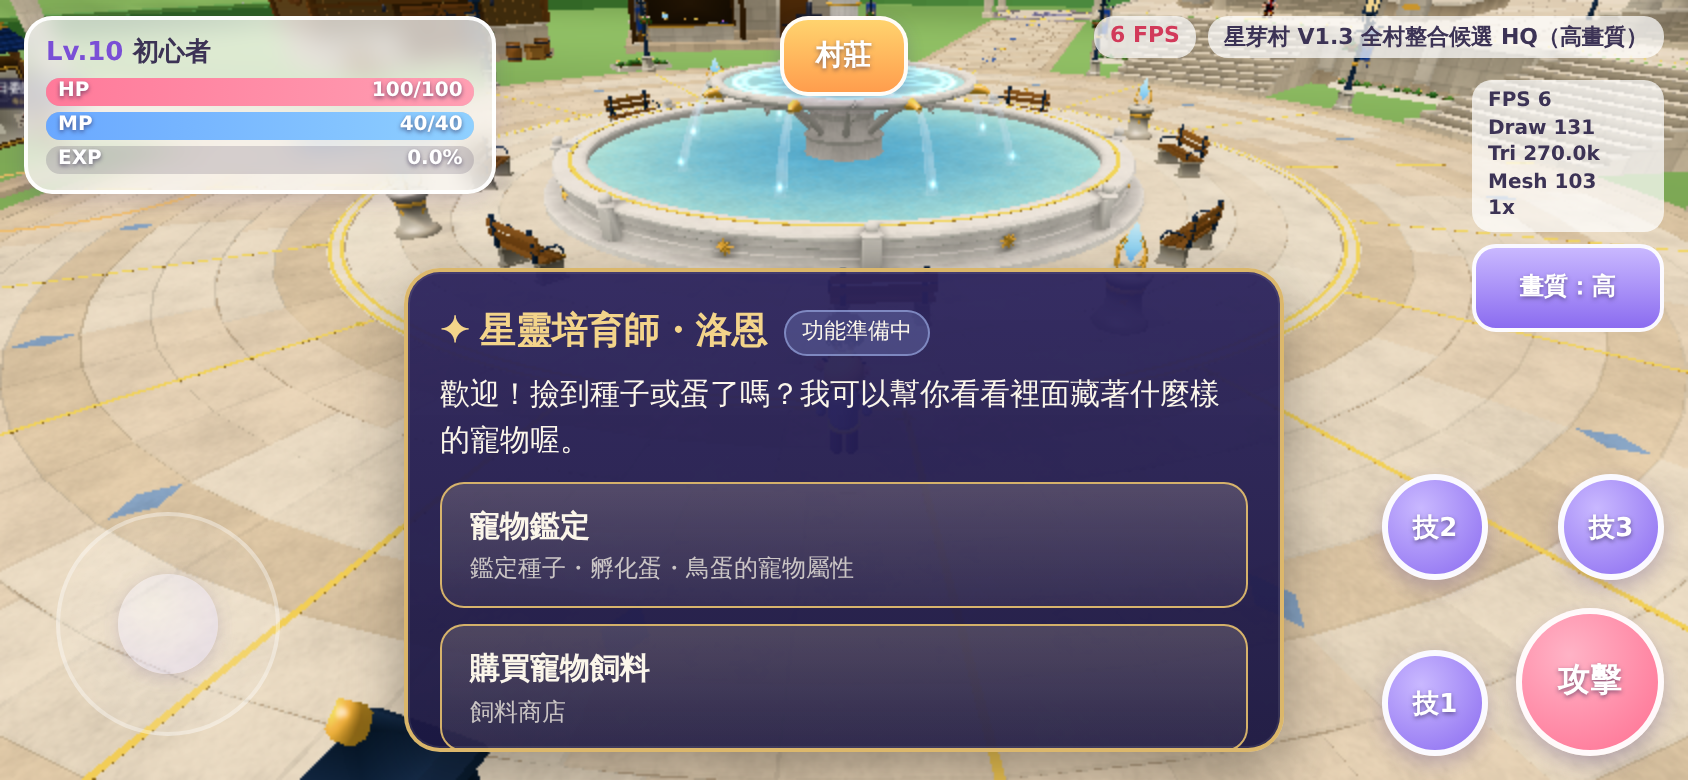 Lv.10 初心者
HP 100/100
MP 40/40
EXP 0.0%
村莊
6 FPS
星芽村 V1.3 全村整合候選 HQ（高畫質）
FPS 6
Draw 131
Tri 270.0k
Mesh 103
1x
畫質：高
✦ 星靈培育師・洛恩 功能準備中
歡迎！撿到種子或蛋了嗎？我可以幫你看看裡面藏著什麼樣
的寵物喔。
寵物鑑定
鑑定種子・孵化蛋・鳥蛋的寵物屬性
購買寵物飼料
飼料商店
技2
技3
技1
攻擊